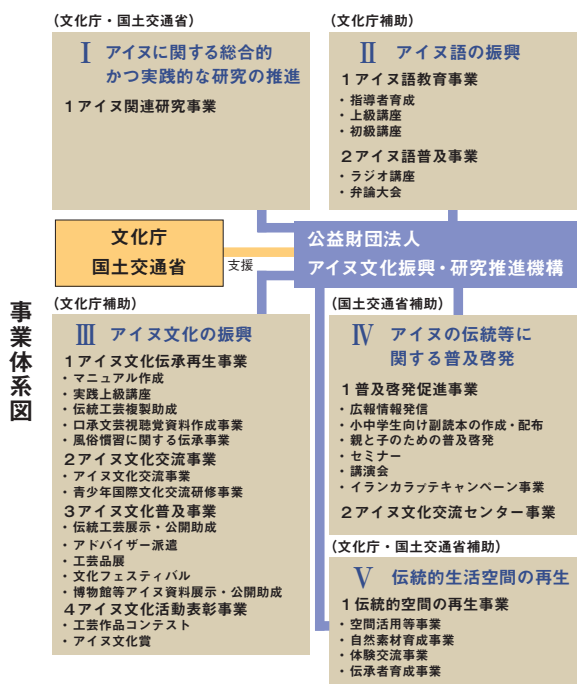 事業体系図
(文化庁・国土交通省)
Ⅰ アイヌに関する総合的
かつ実践的な研究の推進
1アイヌ関連研究事業
(文化庁補助)
Ⅱ アイヌ語の振興
1アイヌ語教育事業
・指導者育成
・上級講座
・初級講座
2アイヌ語普及事業
・ラジオ講座
・弁論大会
文化庁
国土交通省
支援
公益財団法人
アイヌ文化振興・研究推進機構
(文化庁補助)
Ⅲ アイヌ文化の振興
1アイヌ文化伝承再生事業
・マニュアル作成
・実践上級講座
・伝統工芸複製助成
・口承文芸視聴覚資料作成事業
・風俗慣習に関する伝承事業
2アイヌ文化交流事業
・アイヌ文化交流事業
・青少年国際文化交流研修事業
3アイヌ文化普及事業
・伝統工芸展示・公開助成
・アドバイザー派遣
・工芸品展
・文化フェスティバル
・博物館等アイヌ資料展示・公開助成
4アイヌ文化活動表彰事業
・工芸作品コンテスト
・アイヌ文化賞
(国土交通省補助)
Ⅳ アイヌの伝統等に
関する普及啓発
1普及啓発促進事業
・広報情報発信
・小中学生向け副読本の作成・配布
・親と子のための普及啓発
・セミナー
・講演会
・イランカラㇷ゚テキャンペーン事業
2アイヌ文化交流センター事業
(文化庁・国土交通省補助)
Ⅴ 伝統的生活空間の再生
1伝統的空間の再生事業
・空間活用等事業
・自然素材育成事業
・体験交流事業
・伝承者育成事業